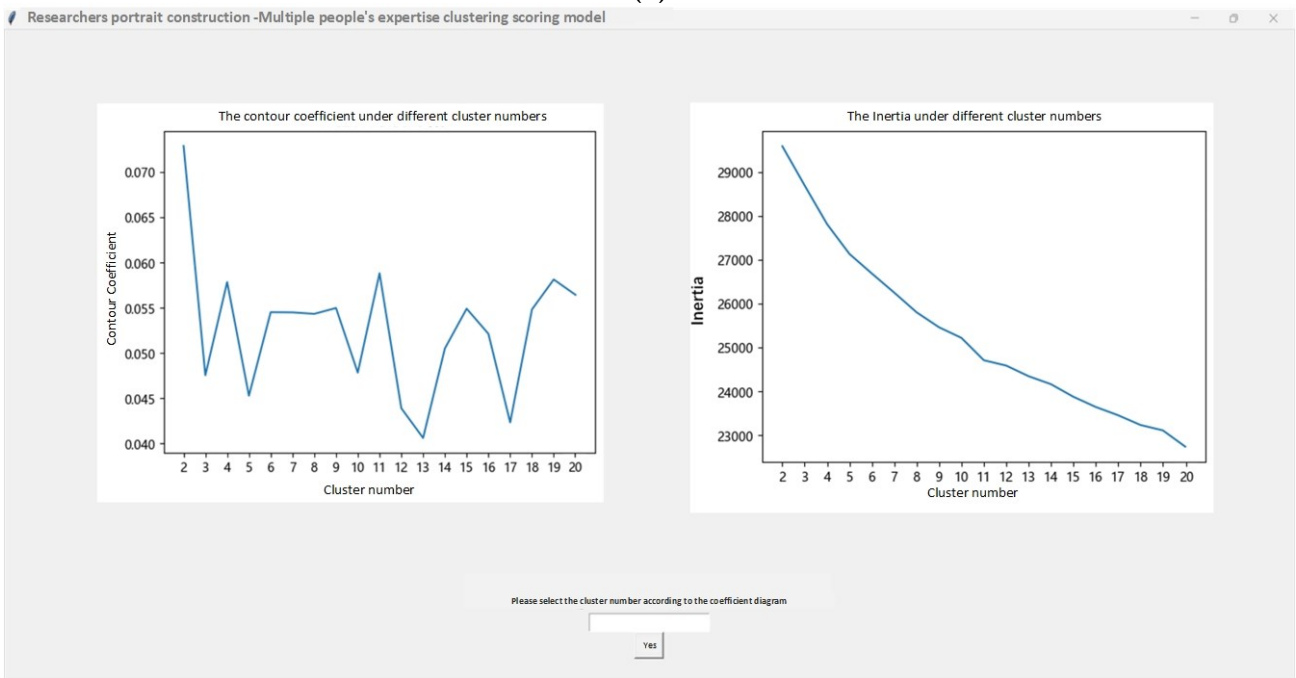 Researchers portrait construction -Multiple people's expertise clustering scoring model
The contour coefficient under different cluster numbers
0.070
0.065
0.060
0.055
0.050
0.045
0.040
Contour Coefficient
2 3 4 5 6 7 8 9 10 11 12 13 14 15 16 17 18 19 20
Cluster number
The Inertia under different cluster numbers
29000
28000
27000
26000
25000
24000
23000
Inertia
2 3 4 5 6 7 8 9 10 11 12 13 14 15 16 17 18 19 20
Cluster number
Please select the cluster number according to the coefficient diagram
Yes